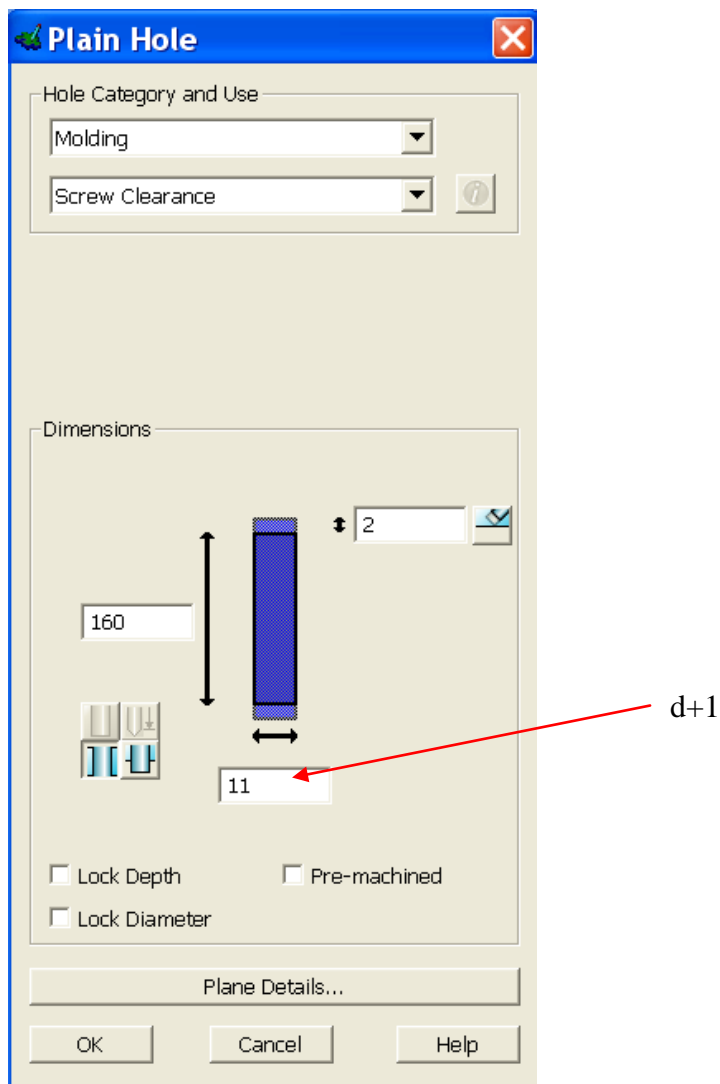 Plain Hole
Hole Category and Use
Molding
Screw Clearance
Dimensions
2
160
d+1
11
Lock Depth Pre-machined
Lock Diameter
Plane Details...
OK Cancel Help